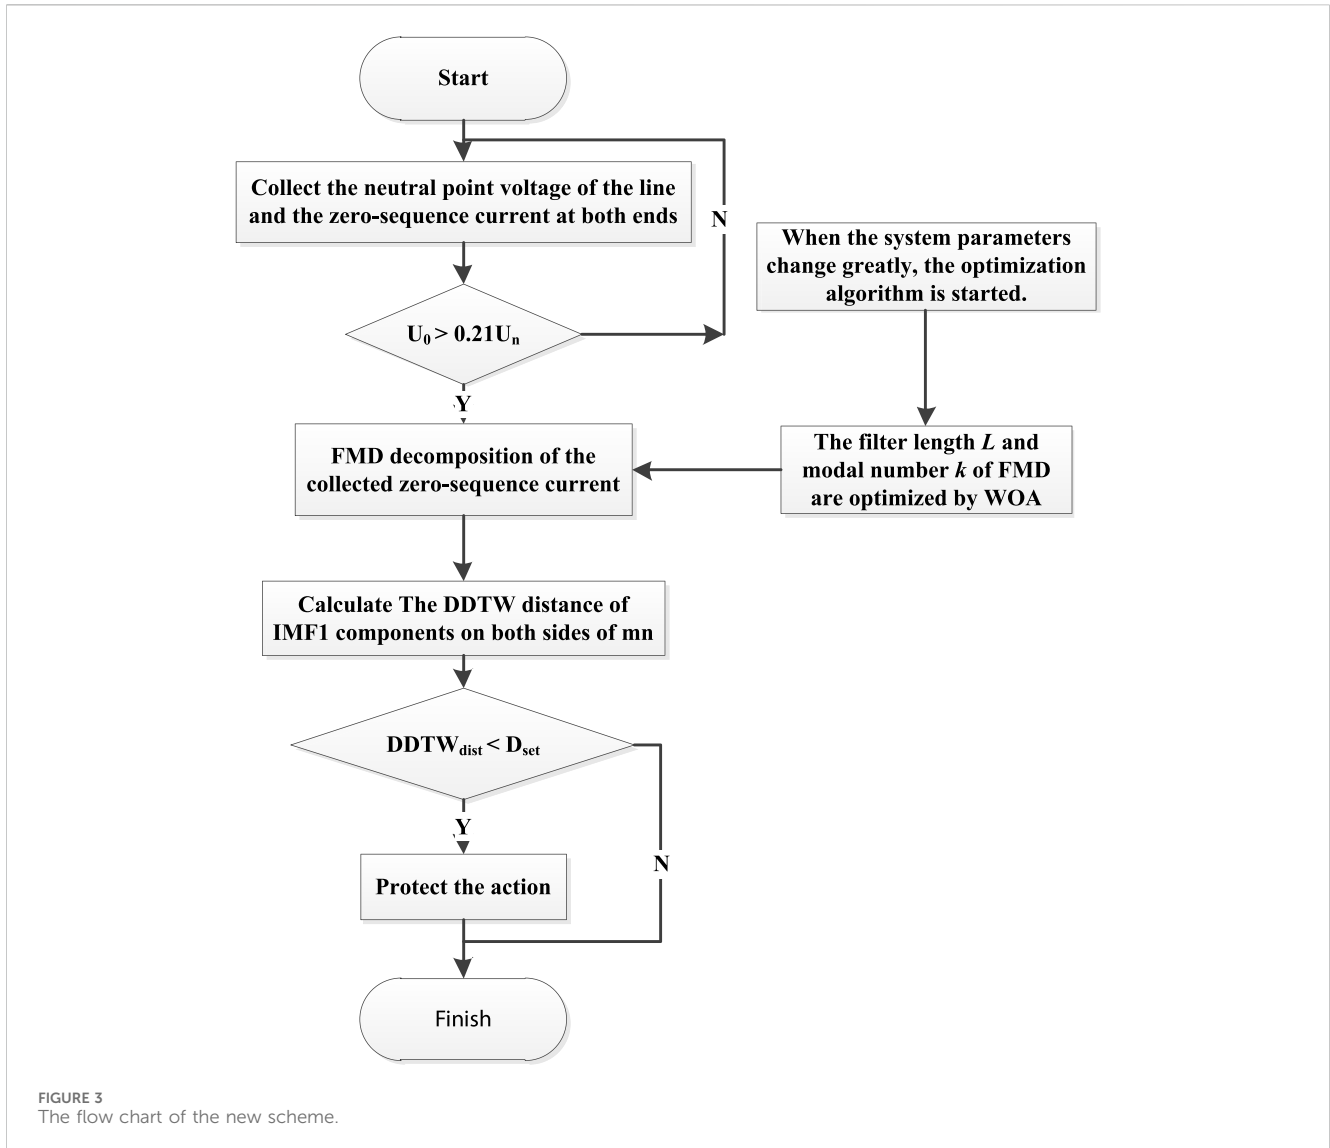 Start
Collect the neutral point voltage of the line
and the zero-sequence current at both ends
N
When the system parameters
change greatly, the optimization
algorithm is started.
U₀ > 0.21Uₙ
Y
FMD decomposition of the
collected zero-sequence current
The filter length L and
modal number k of FMD
are optimized by WOA
Calculate The DDTW distance of
IMF1 components on both sides of mn
DDTW_dist < D_set
Y
N
Protect the action
Finish
FIGURE 3
The flow chart of the new scheme.